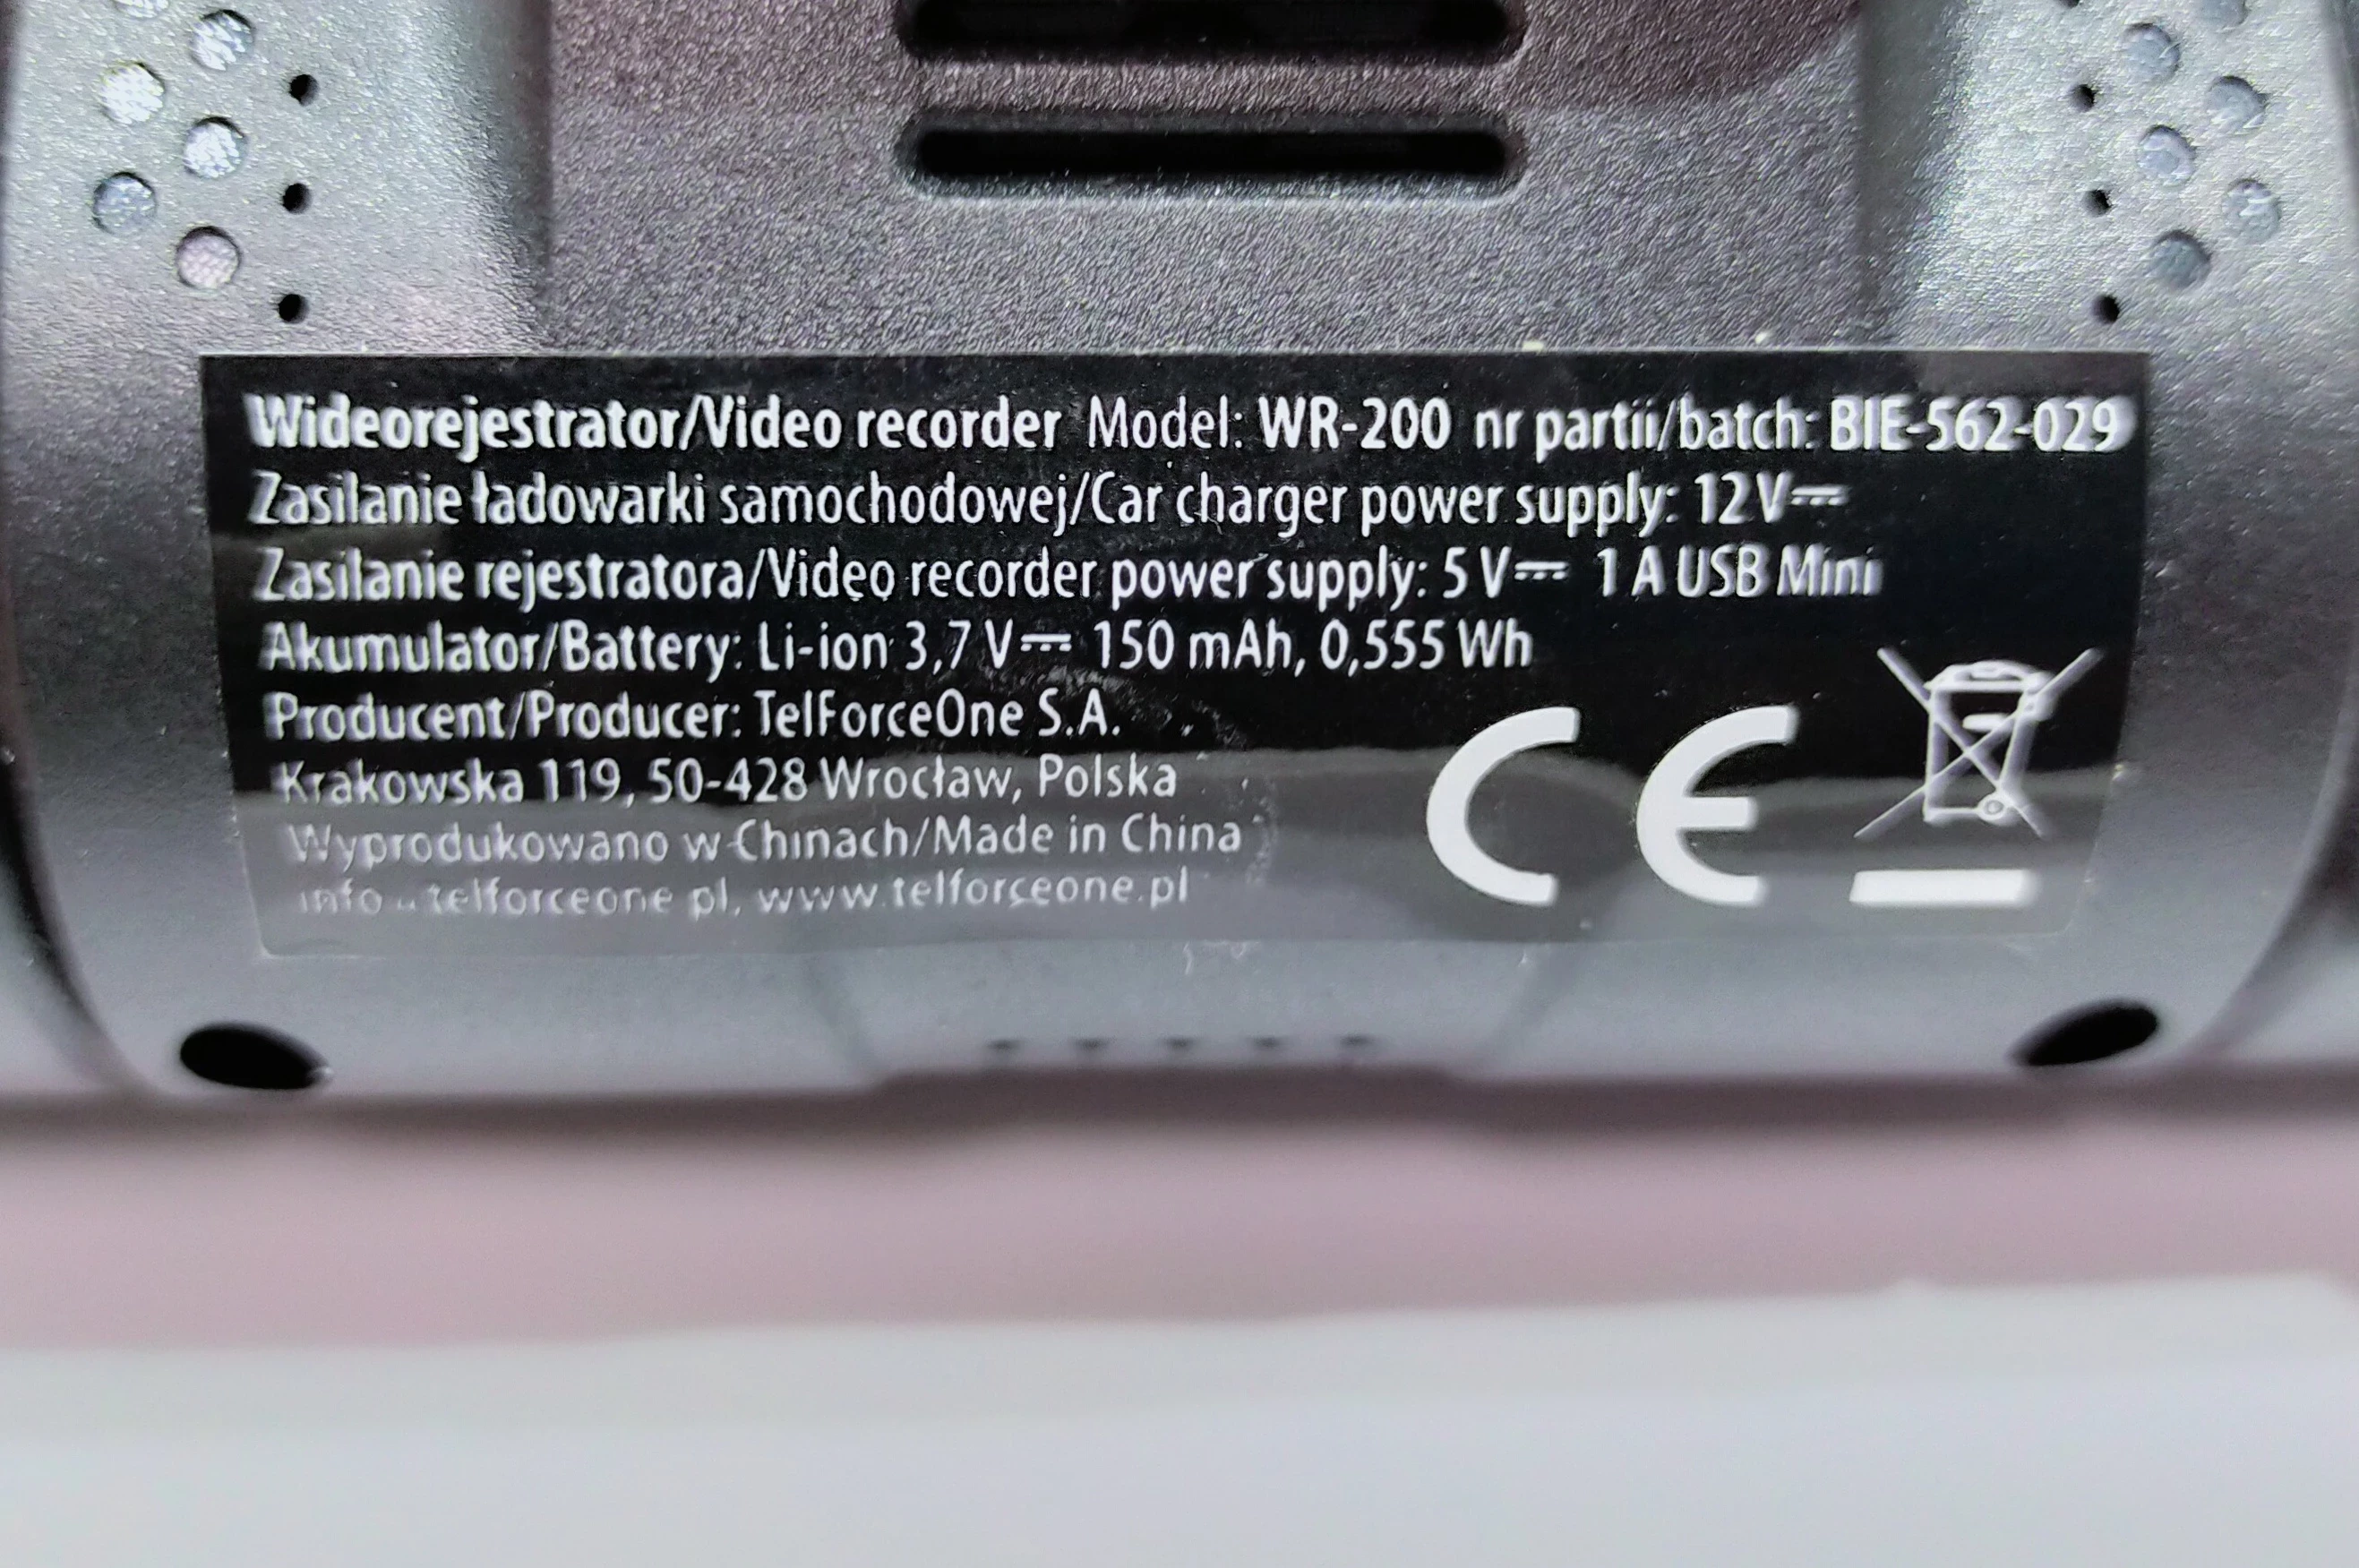 Wideorejestrator/Video recorder Model: WR-200 nr partii/batch: BIE-562-029
Zasilanie ładowarki samochodowej/Car charger power supply: 12 V⎓
Zasilanie rejestratora/Video recorder power supply: 5 V⎓ 1 A USB Mini
Akumulator/Battery: Li-ion 3,7 V⎓ 150 mAh, 0,555 Wh
Producent/Producer: TelForceOne S.A.
Krakowska 119, 50-428 Wrocław, Polska
Wyprodukowano w Chinach/Made in China
info telforceone.pl, www.telforceone.pl
CE